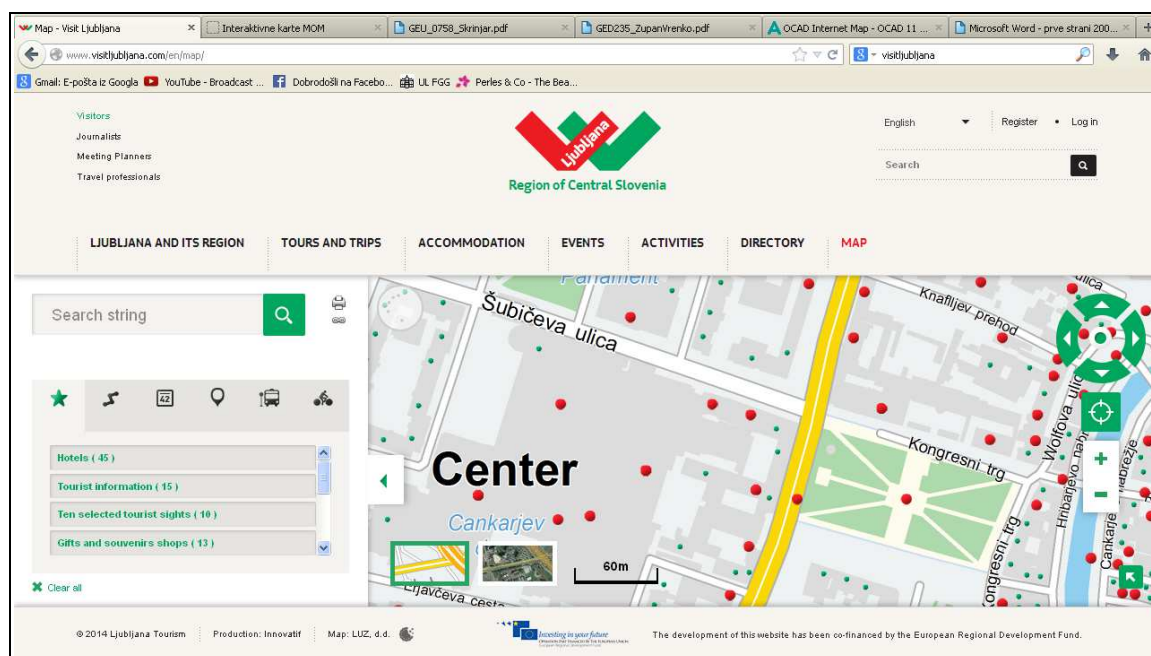 Map - Visit Ljubljana
Interaktivne karte MOM
GEU_0758_Skrinjar.pdf
GED235_ZupanVrenko.pdf
OCAD Internet Map - OCAD 11 ...
Microsoft Word - prve strani 200...
www.visitljubljana.com/en/map/
visitljubljana
Gmail: E-pošta iz Googla
YouTube - Broadcast ...
Dobrodošli na Facebo...
UL FGG
Perles & Co - The Bea...
Visitors
Journalists
Meeting Planners
Travel professionals
Ljubljana
Region of Central Slovenia
English
Register • Log in
Search
LJUBLJANA AND ITS REGION
TOURS AND TRIPS
ACCOMMODATION
EVENTS
ACTIVITIES
DIRECTORY
MAP
Search string
42
Hotels ( 45 )
Tourist information ( 15 )
Ten selected tourist sights ( 10 )
Gifts and souvenirs shops ( 13 )
Clear all
Parlament
Šubičeva ulica
Knafljev prehod
ulica
Wolfova ulica
Kongresni trg
Hribarjevo nabr
Center
Cankarjev
60m
Kongresni trg
Erjavčeva cesta
© 2014 Ljubljana Tourism
Production: Innovatif
Map: LUZ, d.d.
Investing in your future
The development of this website has been co-financed by the European Regional Development Fund.